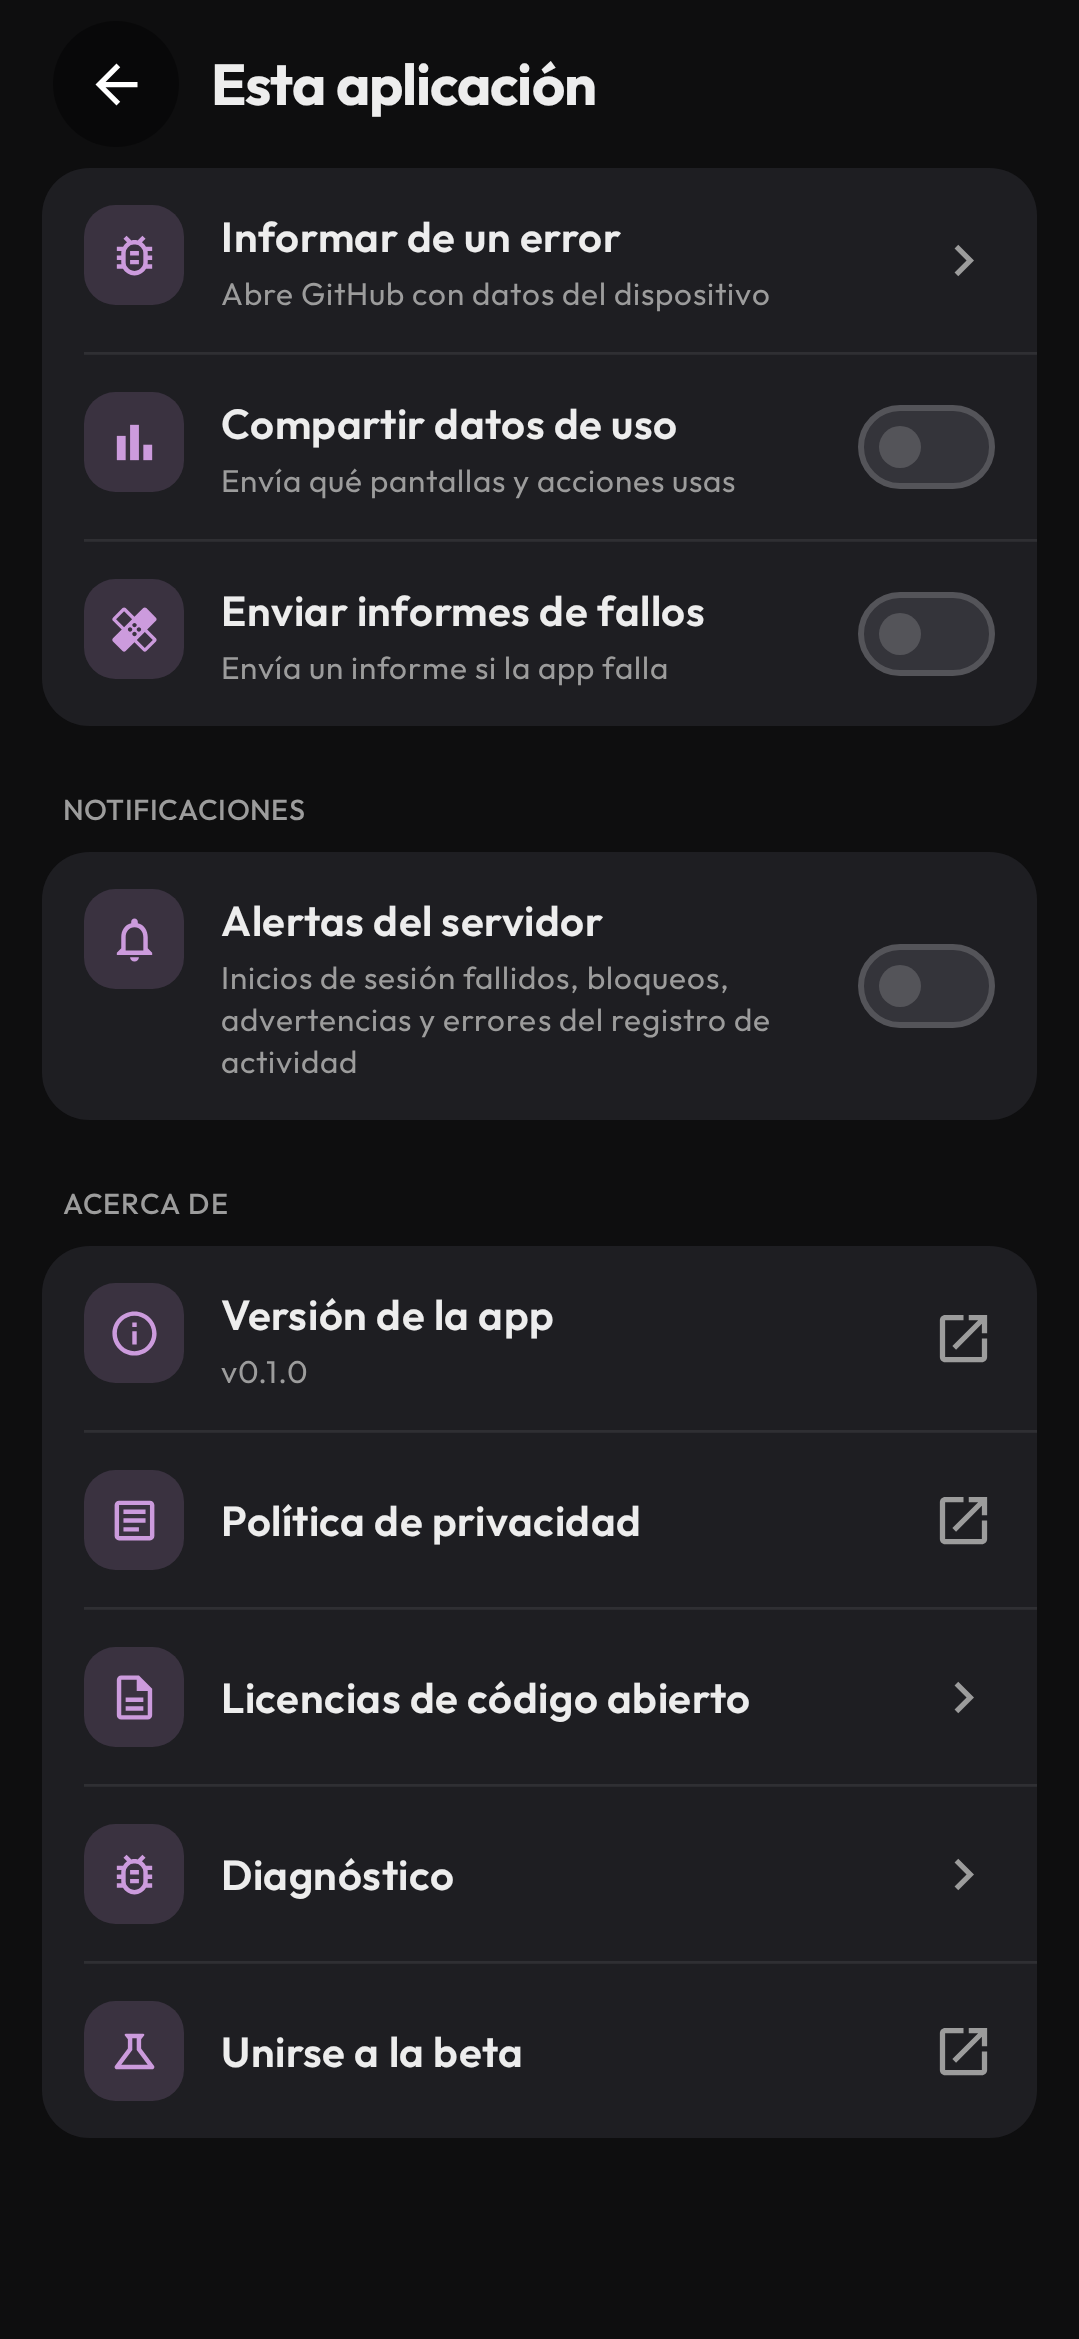 Esta aplicación
Informar de un error
Abre GitHub con datos del dispositivo
Compartir datos de uso
Envía qué pantallas y acciones usas
Enviar informes de fallos
Envía un informe si la app falla
NOTIFICACIONES
Alertas del servidor
Inicios de sesión fallidos, bloqueos,
advertencias y errores del registro de
actividad
ACERCA DE
Versión de la app
v0.1.0
Política de privacidad
Licencias de código abierto
Diagnóstico
Unirse a la beta